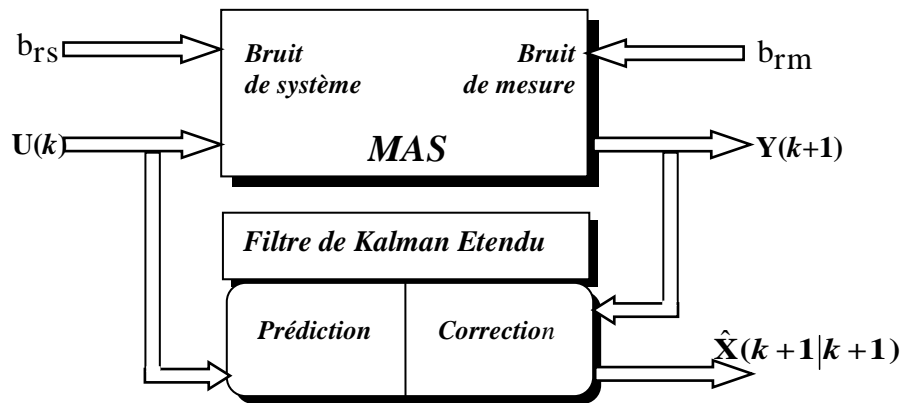 b_rs
Bruit
de système
Bruit
de mesure
b_rm
U(k)
MAS
Y(k+1)
Filtre de Kalman Etendu
Prédiction
Correction
X̂(k+1|k+1)